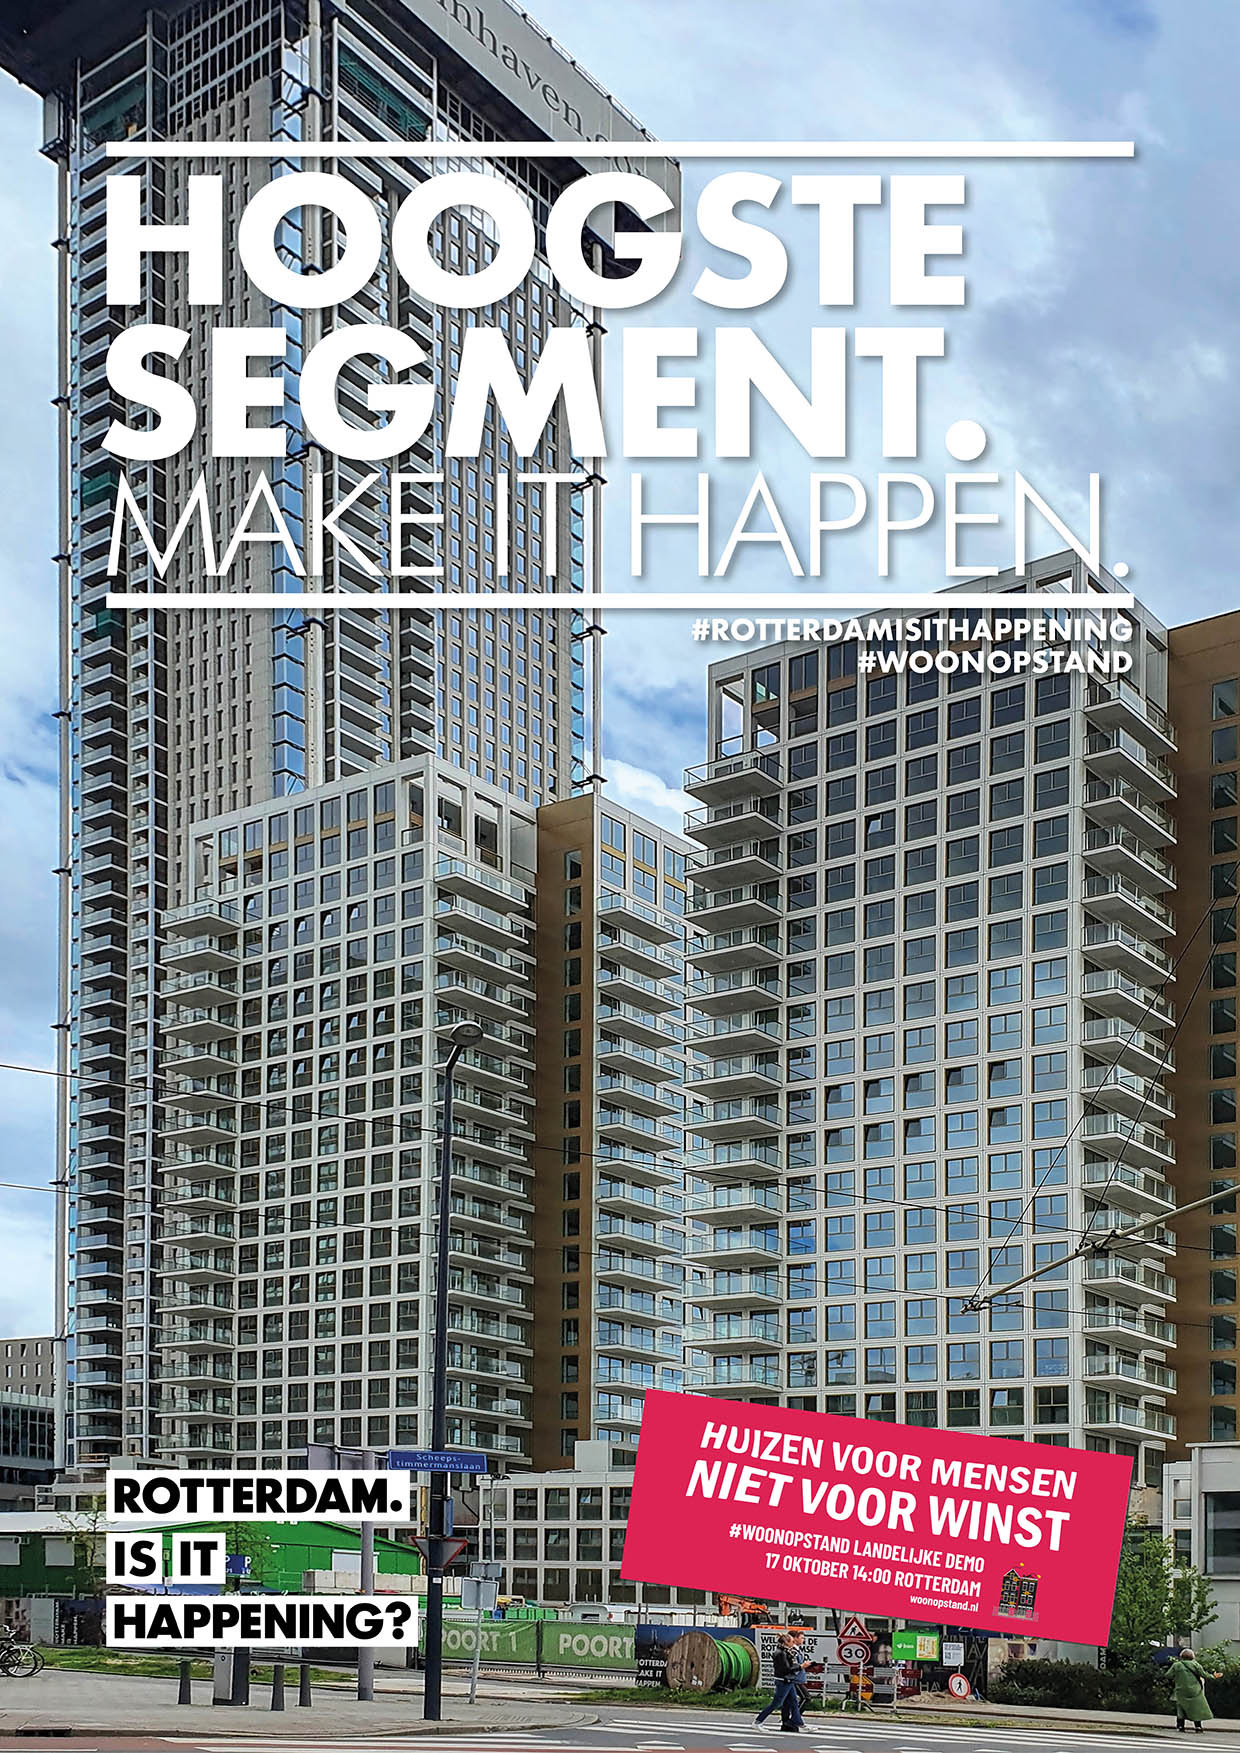 HOOGSTE
SEGMENT.
MAKE IT HAPPEN.
#ROTTERDAMISITHAPPENING
#WOONOPSTAND
Scheeps-
timmermanslaan
HUIZEN VOOR MENSEN
NIET VOOR WINST
#WOONOPSTAND LANDELIJKE DEMO
17 OKTOBER 14:00 ROTTERDAM
woonopstand.nl
ROTTERDAM.
IS IT
HAPPENING?
POORT 1
POORT
30